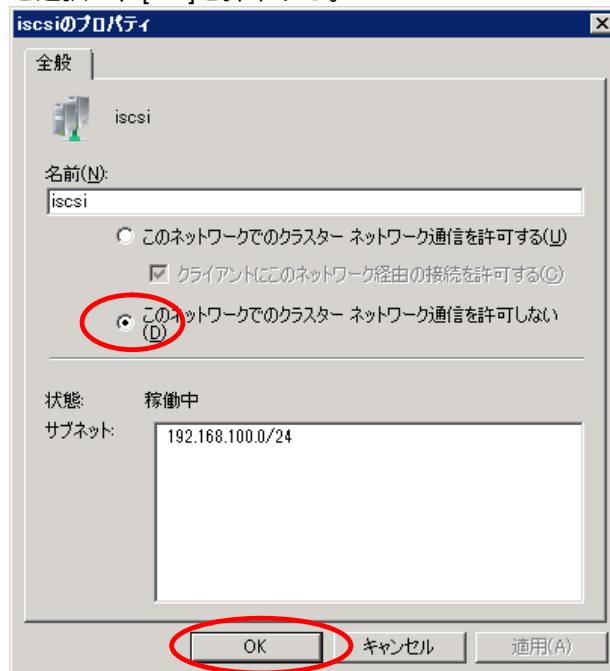 iscsiのプロパティ
全般
iscsi
名前(N):
iscsi
このネットワークでのクラスター ネットワーク通信を許可する(U)
クライアントにこのネットワーク経由の接続を許可する(C)
このネットワークでのクラスター ネットワーク通信を許可しない
(D)
状態: 稼働中
サブネット: 192.168.100.0/24
OK キャンセル 適用(A)